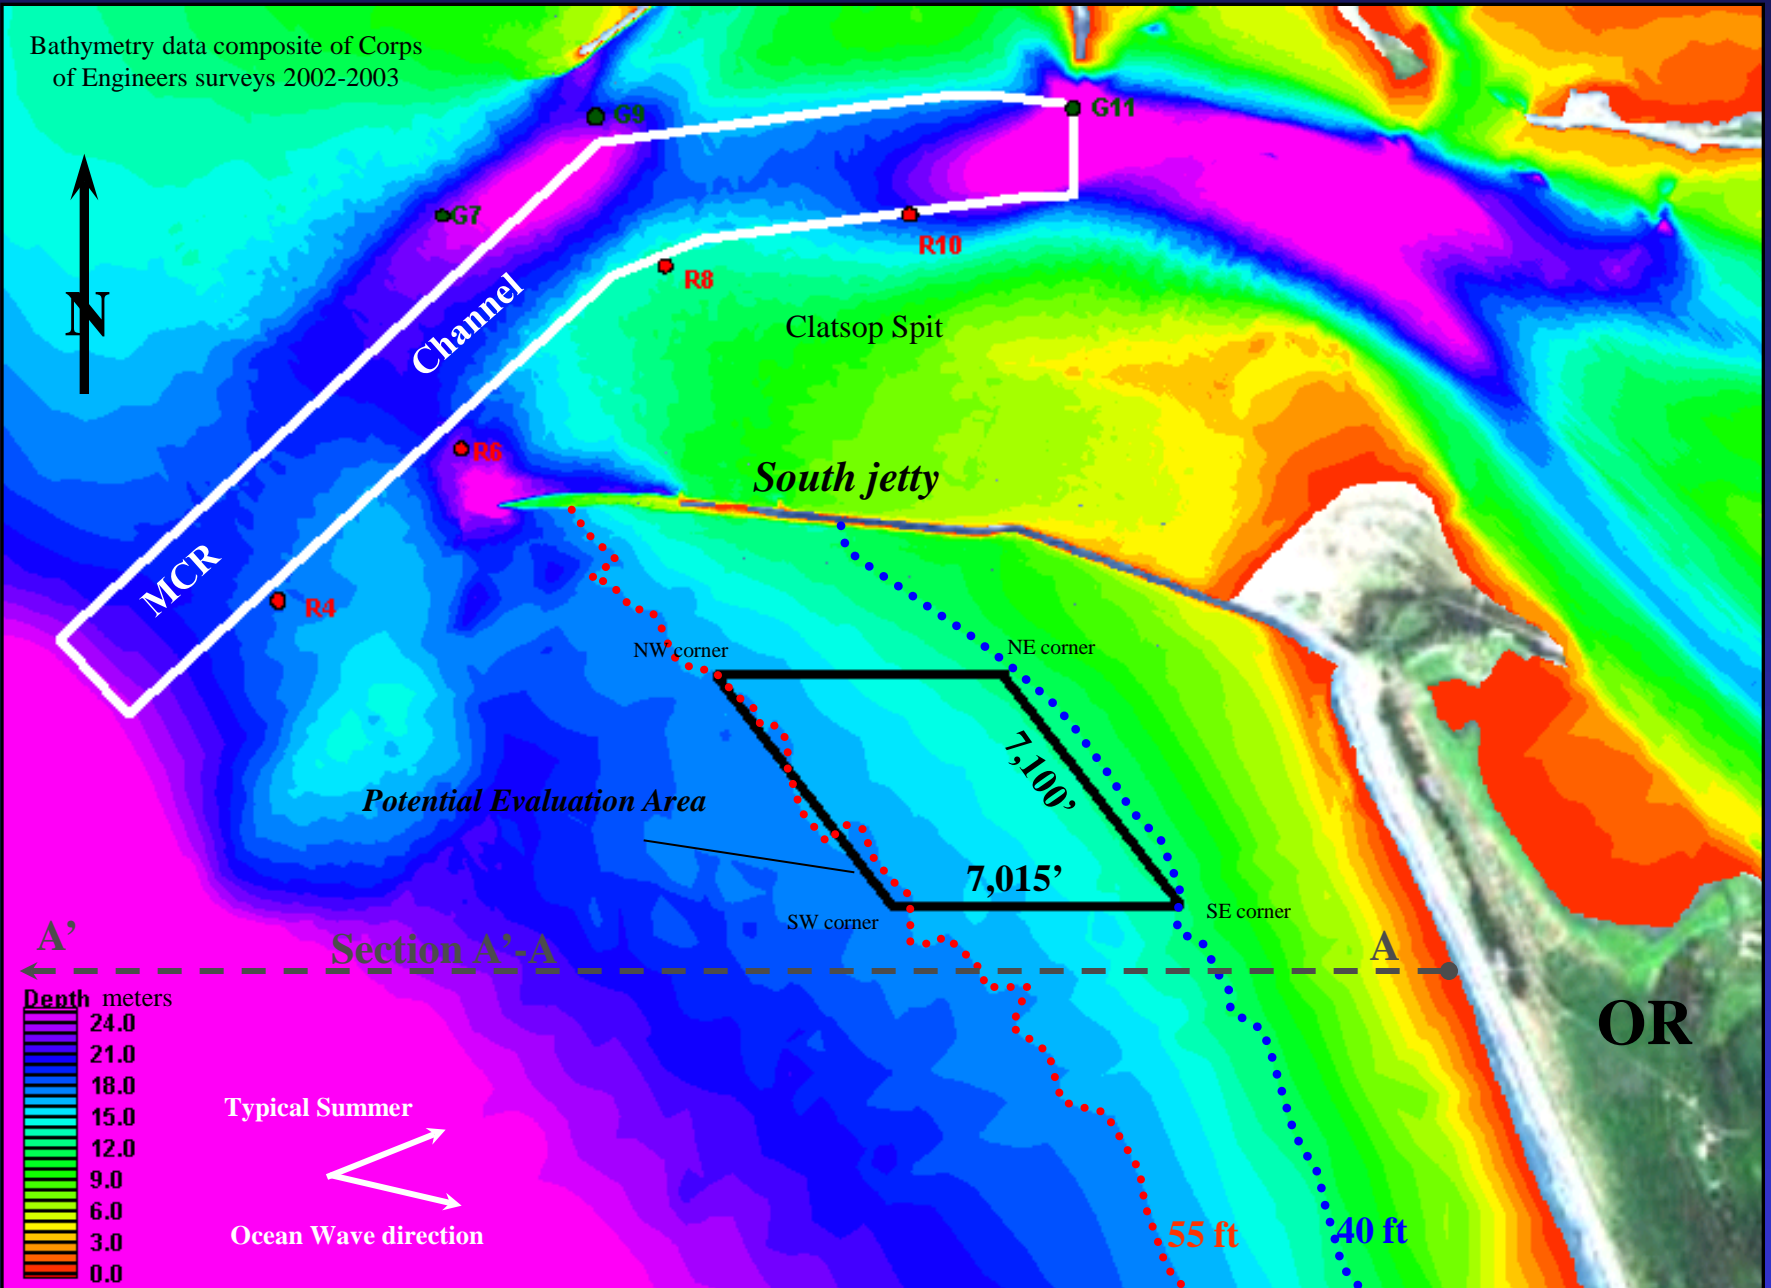 Bathymetry data composite of Corps
of Engineers surveys 2002-2003
G9
G11
G7
R10
R8
N
Channel
Clatsop Spit
R6
South jetty
MCR
R4
NW corner
NE corner
7,100’
Potential Evaluation Area
7,015’
SW corner
SE corner
A’
Section A’-A
A
Depth meters
24.0
21.0
18.0
15.0
12.0
9.0
6.0
3.0
0.0
OR
Typical Summer
Ocean Wave direction
55 ft
40 ft